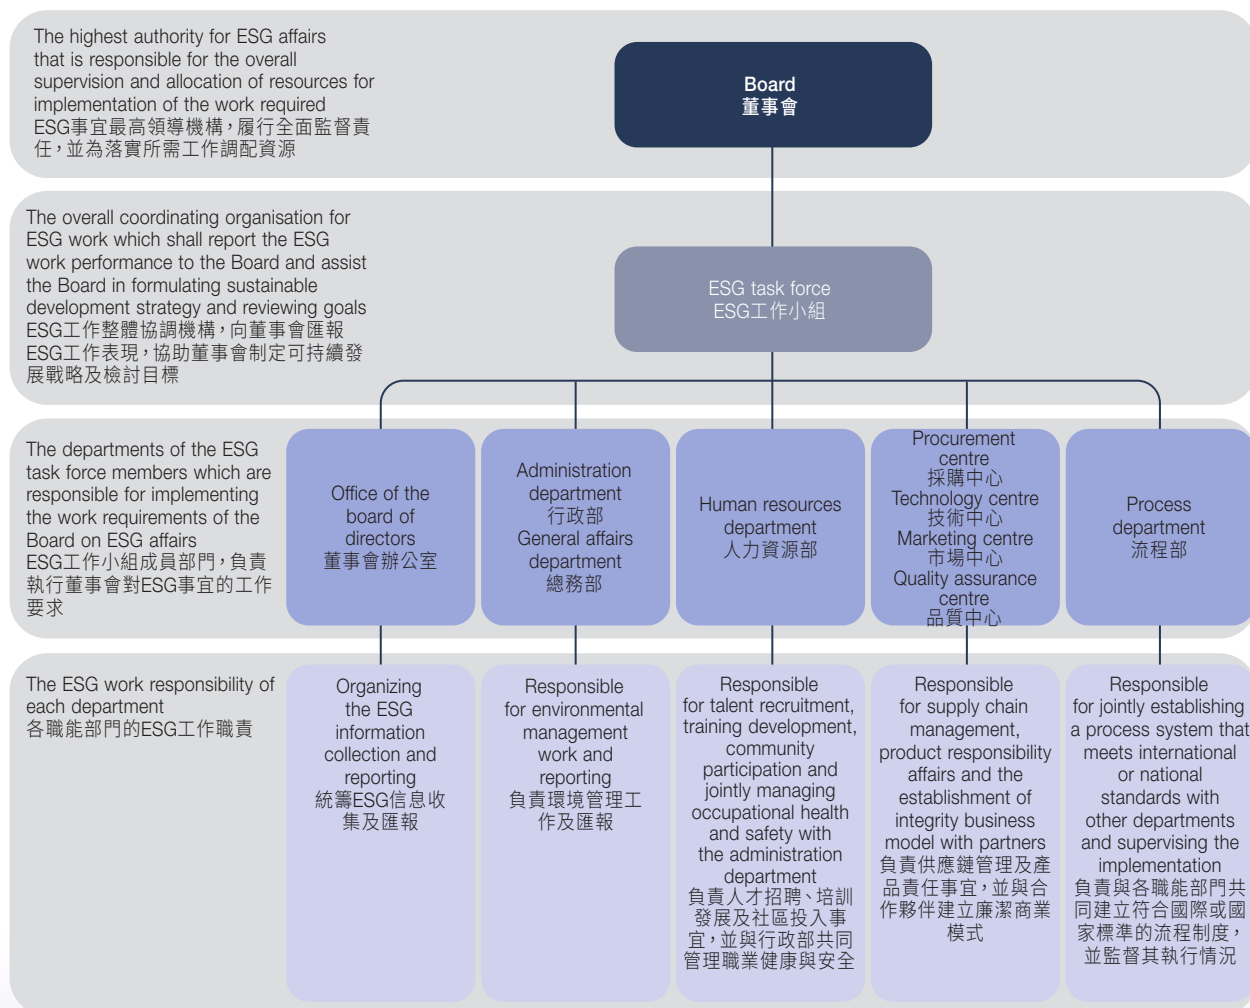 The highest authority for ESG affairs
that is responsible for the overall
supervision and allocation of resources for
implementation of the work required
ESG事宜最高領導機構，履行全面監督責
任，並為落實所需工作調配資源
Board
董事會
The overall coordinating organisation for
ESG work which shall report the ESG
work performance to the Board and assist
the Board in formulating sustainable
development strategy and reviewing goals
ESG工作整體協調機構，向董事會匯報
ESG工作表現，協助董事會制定可持續發
展戰略及檢討目標
ESG task force
ESG工作小組
The departments of the ESG
task force members which are
responsible for implementing
the work requirements of the
Board on ESG affairs
ESG工作小組成員部門，負責
執行董事會對ESG事宜的工作
要求
Office of the
board of
directors
董事會辦公室
Administration
department
行政部
General affairs
department
總務部
Human resources
department
人力資源部
Procurement
centre
採購中心
Technology centre
技術中心
Marketing centre
市場中心
Quality assurance
centre
品質中心
Process
department
流程部
The ESG work responsibility of
each department
各職能部門的ESG工作職責
Organizing
the ESG
information
collection and
reporting
統籌ESG信息收
集及匯報
Responsible
for environmental
management
work and
reporting
負責環境管理工
作及匯報
Responsible
for talent recruitment,
training development,
community
participation and
jointly managing
occupational health
and safety with
the administration
department
負責人才招聘、培訓
發展及社區投入事
宜，並與行政部共同
管理職業健康與安全
Responsible
for supply chain
management,
product responsibility
affairs and the
establishment of
integrity business
model with partners
負責供應鏈管理及產
品責任事宜，並與合
作夥伴建立廉潔商業
模式
Responsible
for jointly establishing
a process system that
meets international
or national
standards with
other departments
and supervising the
implementation
負責與各職能部門共
同建立符合國際或國
家標準的流程制度，
並監督其執行情況